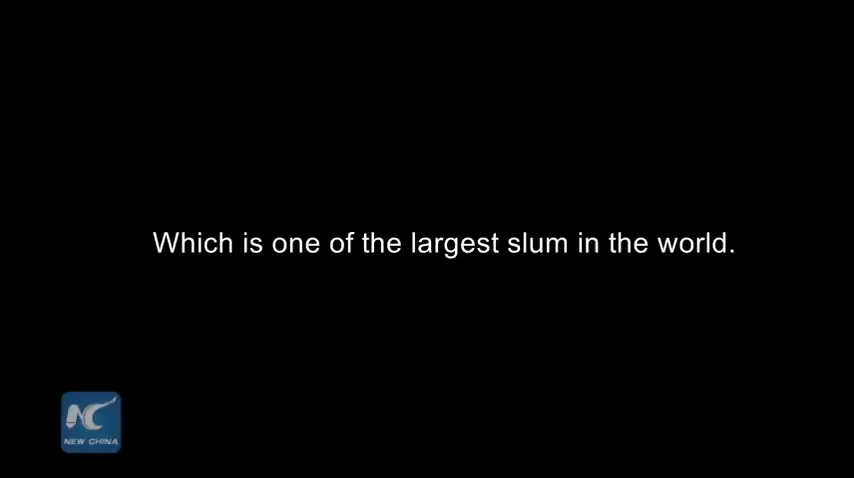 Which is one of the largest slum in the world.
NEW CHINA